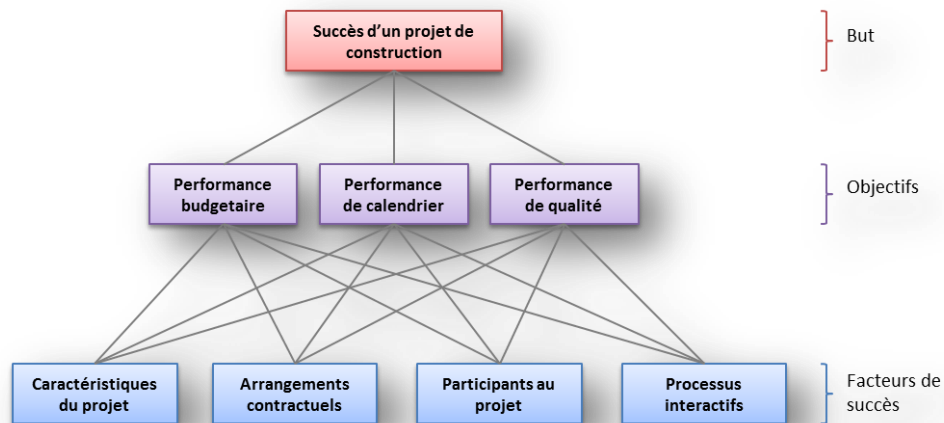 Succès d'un projet de
construction
But
Performance
budgetaire
Performance
de calendrier
Performance
de qualité
Objectifs
Caractéristiques
du projet
Arrangements
contractuels
Participants au
projet
Processus
interactifs
Facteurs de
succès